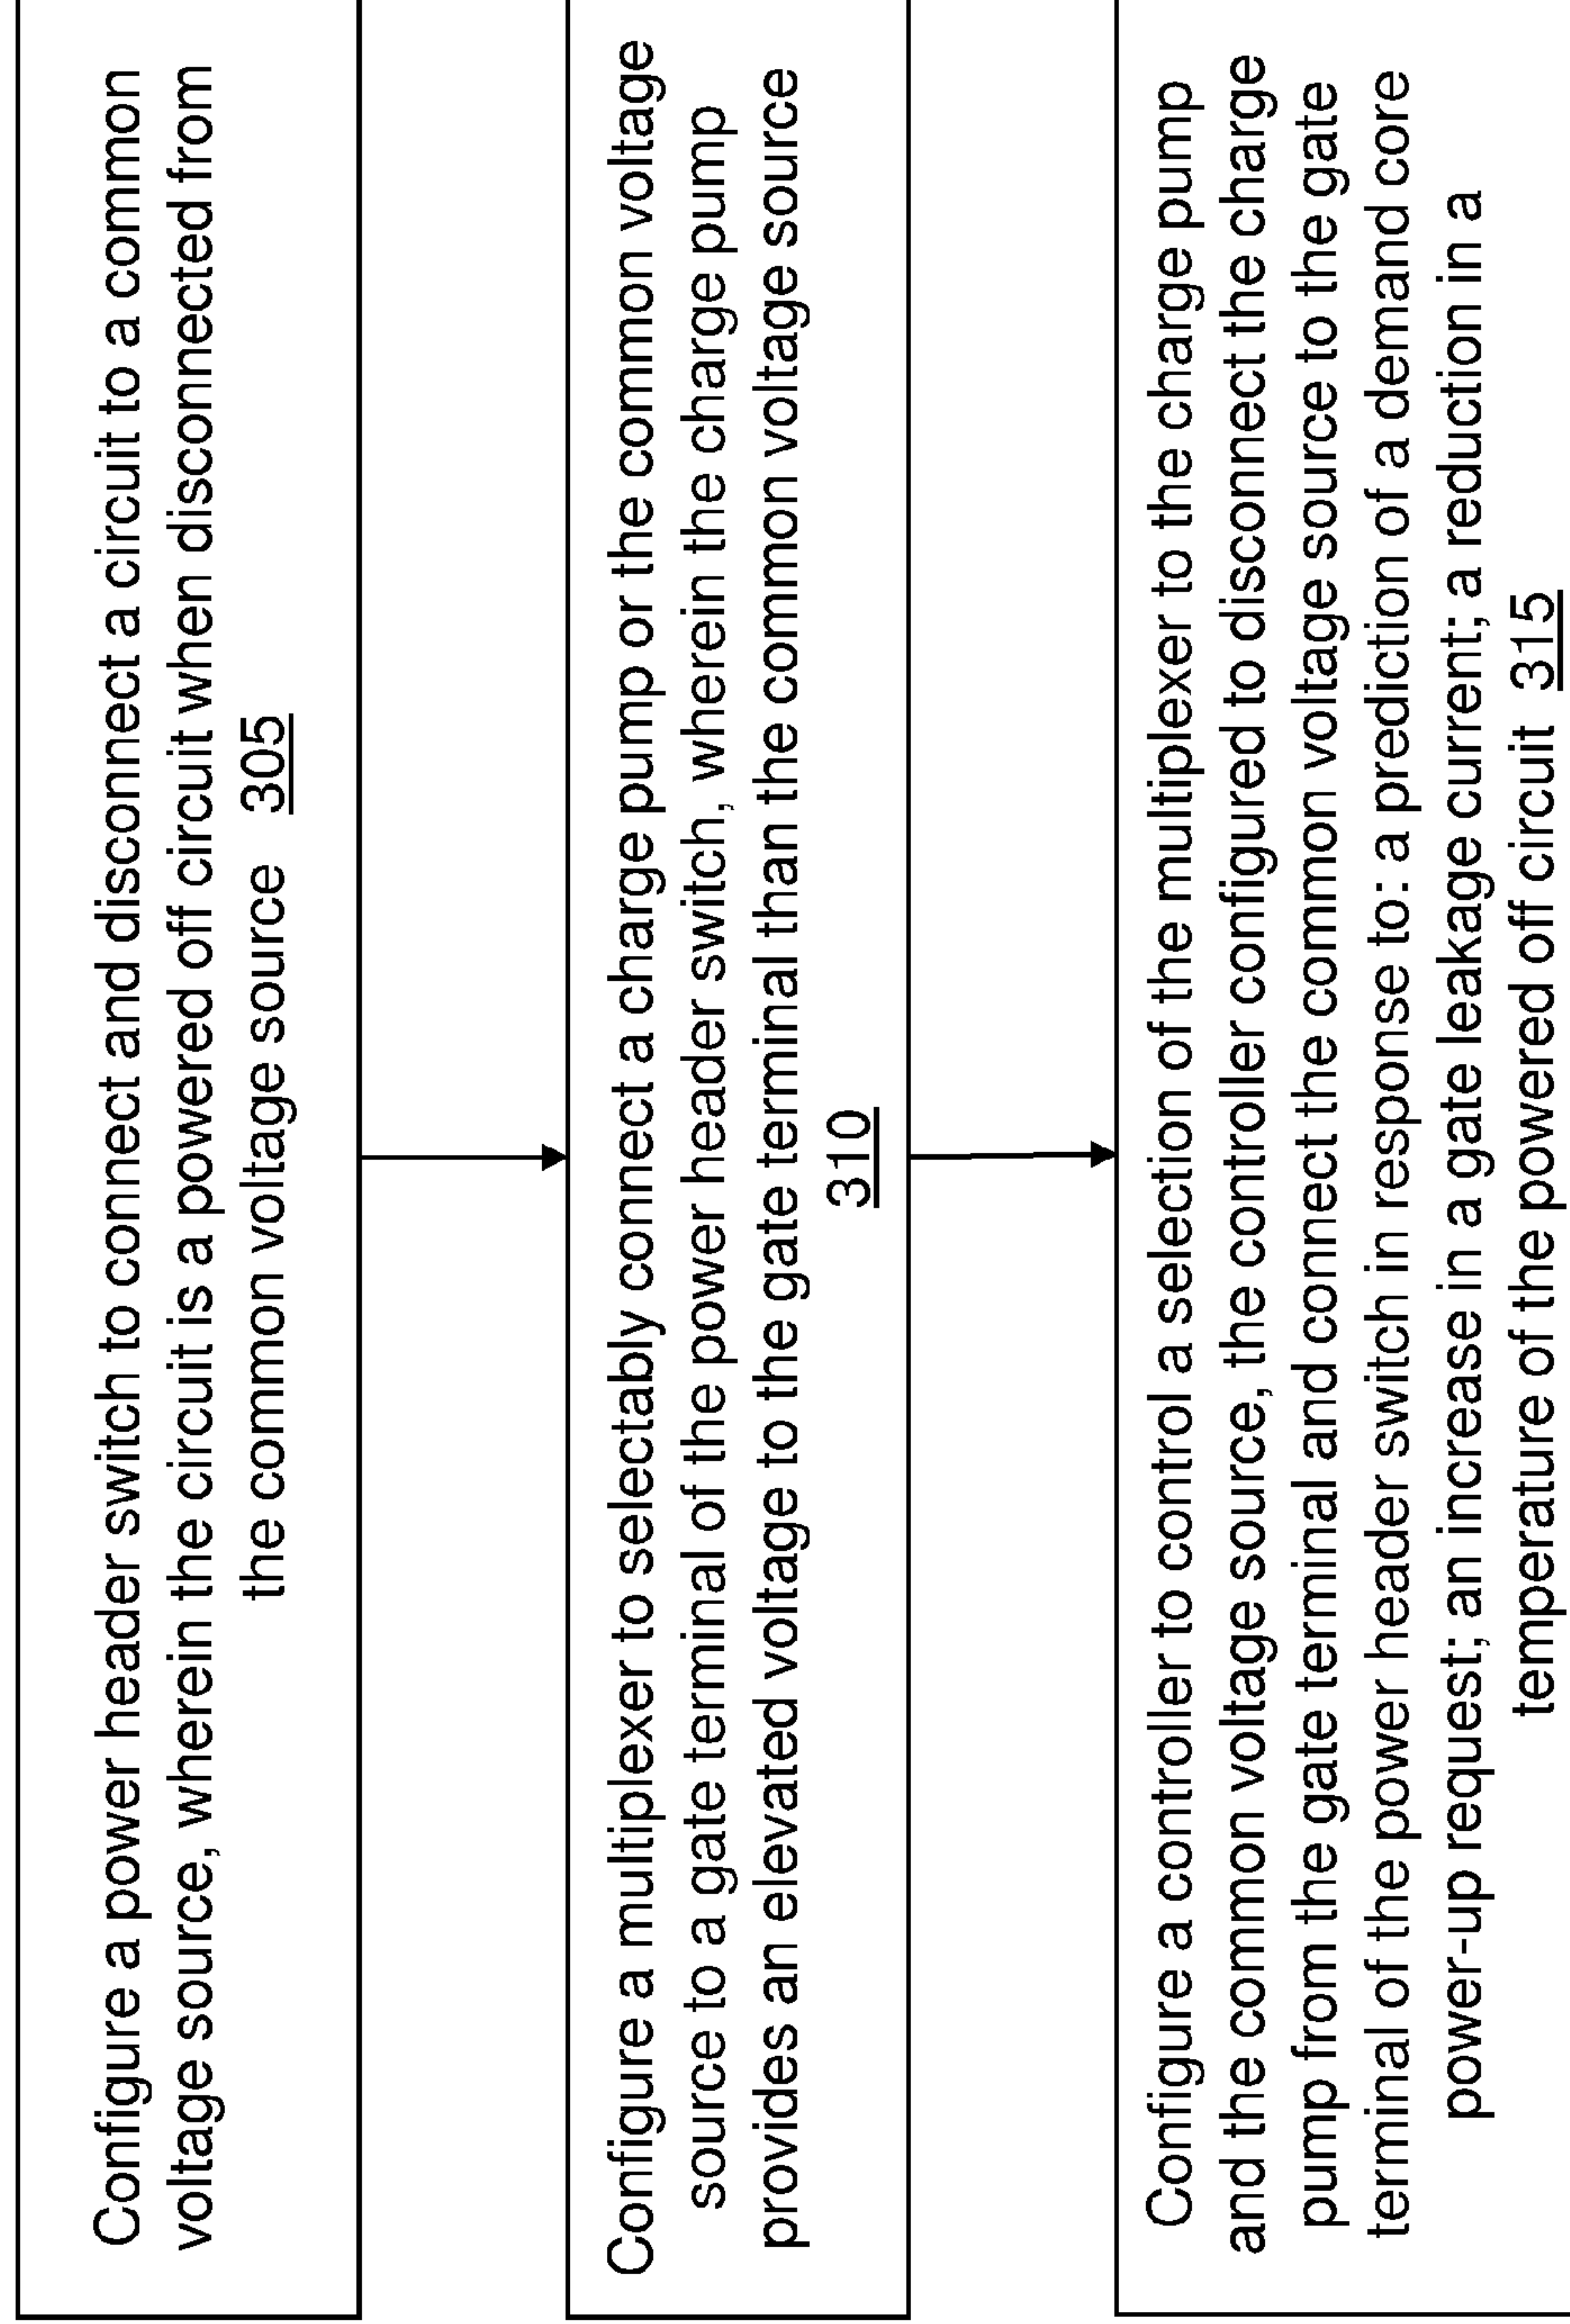 Configure a power header switch to connect and disconnect a circuit to a common
voltage source, wherein the circuit is a powered off circuit when disconnected from
the common voltage source 305
Configure a multiplexer to selectably connect a charge pump or the common voltage
source to a gate terminal of the power header switch, wherein the charge pump
provides an elevated voltage to the gate terminal than the common voltage source
310
Configure a controller to control a selection of the multiplexer to the charge pump
and the common voltage source, the controller configured to disconnect the charge
pump from the gate terminal and connect the common voltage source to the gate
terminal of the power header switch in response to: a prediction of a demand core
power-up request; an increase in a gate leakage current; a reduction in a
temperature of the powered off circuit 315